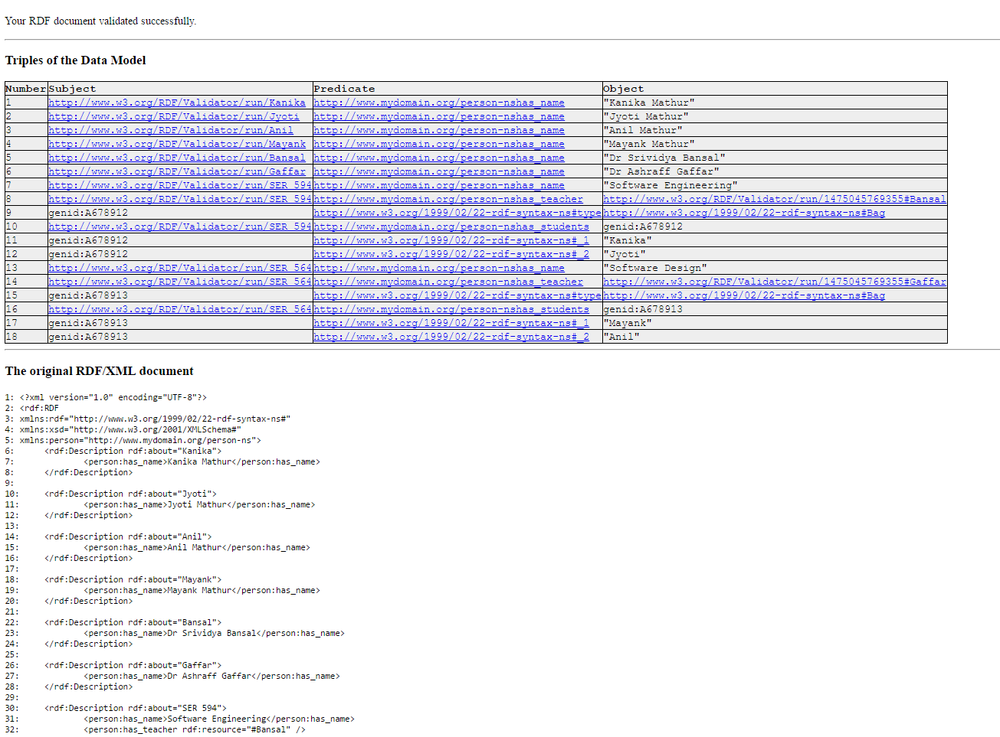 Your RDF document validated successfully.
Triples of the Data Model
Number Subject Predicate Object
1 http://www.w3.org/RDF/Validator/run/Kanika http://www.mydomain.org/person-nshas_name "Kanika Mathur"
2 http://www.w3.org/RDF/Validator/run/Jyoti http://www.mydomain.org/person-nshas_name "Jyoti Mathur"
3 http://www.w3.org/RDF/Validator/run/Anil http://www.mydomain.org/person-nshas_name "Anil Mathur"
4 http://www.w3.org/RDF/Validator/run/Mayank http://www.mydomain.org/person-nshas_name "Mayank Mathur"
5 http://www.w3.org/RDF/Validator/run/Bansal http://www.mydomain.org/person-nshas_name "Dr Srividya Bansal"
6 http://www.w3.org/RDF/Validator/run/Gaffar http://www.mydomain.org/person-nshas_name "Dr Ashraff Gaffar"
7 http://www.w3.org/RDF/Validator/run/SER 594 http://www.mydomain.org/person-nshas_name "Software Engineering"
8 http://www.w3.org/RDF/Validator/run/SER 594 http://www.mydomain.org/person-nshas_teacher http://www.w3.org/RDF/Validator/run/1475045769355#Bansal
9 genid:A678912 http://www.w3.org/1999/02/22-rdf-syntax-ns#type http://www.w3.org/1999/02/22-rdf-syntax-ns#Bag
10 http://www.w3.org/RDF/Validator/run/SER 594 http://www.mydomain.org/person-nshas_students genid:A678912
11 genid:A678912 http://www.w3.org/1999/02/22-rdf-syntax-ns#_1 "Kanika"
12 genid:A678912 http://www.w3.org/1999/02/22-rdf-syntax-ns#_2 "Jyoti"
13 http://www.w3.org/RDF/Validator/run/SER 564 http://www.mydomain.org/person-nshas_name "Software Design"
14 http://www.w3.org/RDF/Validator/run/SER 564 http://www.mydomain.org/person-nshas_teacher http://www.w3.org/RDF/Validator/run/1475045769355#Gaffar
15 genid:A678913 http://www.w3.org/1999/02/22-rdf-syntax-ns#type http://www.w3.org/1999/02/22-rdf-syntax-ns#Bag
16 http://www.w3.org/RDF/Validator/run/SER 564 http://www.mydomain.org/person-nshas_students genid:A678913
17 genid:A678913 http://www.w3.org/1999/02/22-rdf-syntax-ns#_1 "Mayank"
18 genid:A678913 http://www.w3.org/1999/02/22-rdf-syntax-ns#_2 "Anil"
The original RDF/XML document
1: <?xml version="1.0" encoding="UTF-8"?>
2: <rdf:RDF
3: xmlns:rdf="http://www.w3.org/1999/02/22-rdf-syntax-ns#"
4: xmlns:xsd="http://www.w3.org/2001/XMLSchema#"
5: xmlns:person="http://www.mydomain.org/person-ns">
6: <rdf:Description rdf:about="Kanika">
7: <person:has_name>Kanika Mathur</person:has_name>
8: </rdf:Description>
9:
10: <rdf:Description rdf:about="Jyoti">
11: <person:has_name>Jyoti Mathur</person:has_name>
12: </rdf:Description>
13:
14: <rdf:Description rdf:about="Anil">
15: <person:has_name>Anil Mathur</person:has_name>
16: </rdf:Description>
17:
18: <rdf:Description rdf:about="Mayank">
19: <person:has_name>Mayank Mathur</person:has_name>
20: </rdf:Description>
21:
22: <rdf:Description rdf:about="Bansal">
23: <person:has_name>Dr Srividya Bansal</person:has_name>
24: </rdf:Description>
25:
26: <rdf:Description rdf:about="Gaffar">
27: <person:has_name>Dr Ashraff Gaffar</person:has_name>
28: </rdf:Description>
29:
30: <rdf:Description rdf:about="SER 594">
31: <person:has_name>Software Engineering</person:has_name>
32: <person:has_teacher rdf:resource="#Bansal" />